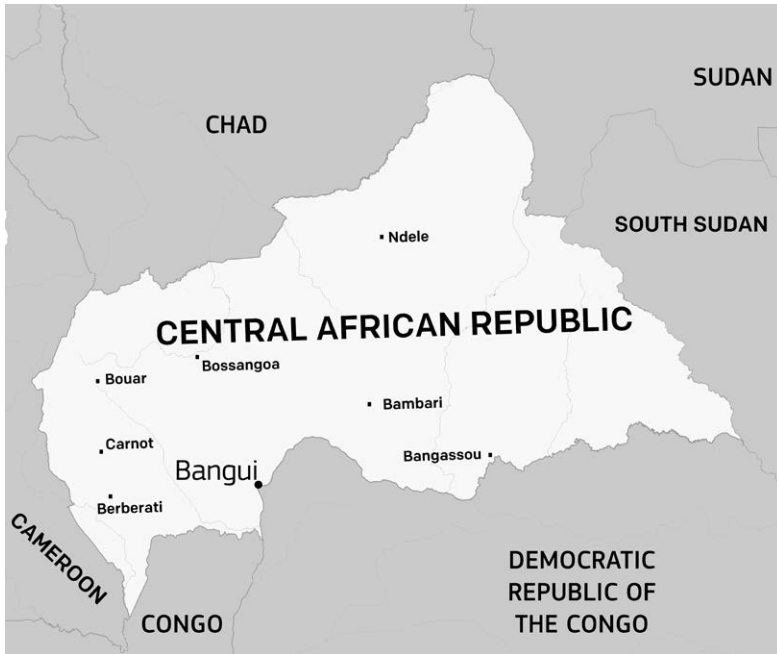 SUDAN
CHAD
SOUTH SUDAN
Ndele
CENTRAL AFRICAN REPUBLIC
Bossangoa
Bouar
Bambari
Carnot
Bangassou
Bangui
Berberati
CAMEROON
DEMOCRATIC
REPUBLIC OF
THE CONGO
CONGO